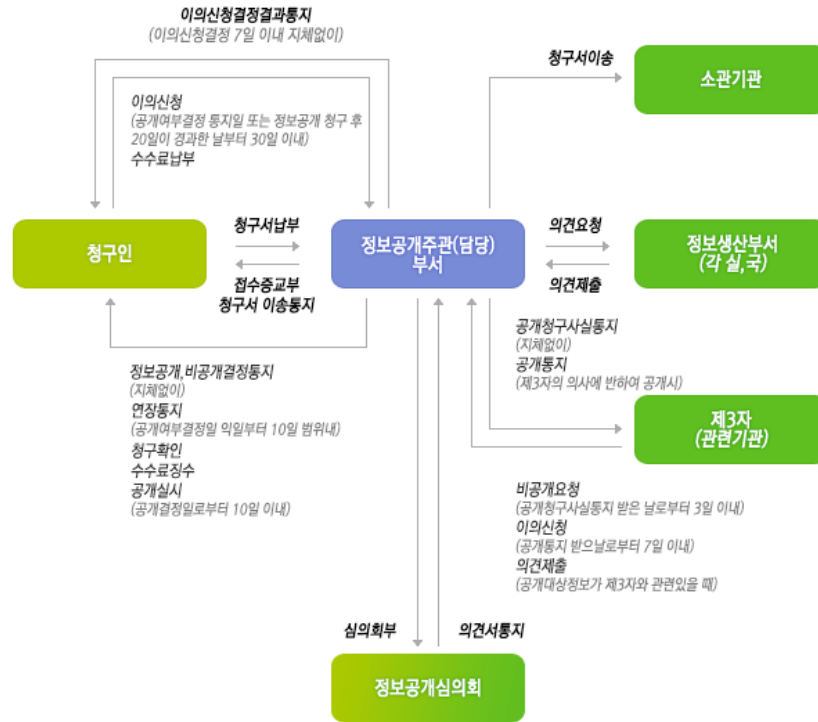 이의신청결정결과통지
(이의신청결정 7일 이내 지체없이)
청구서이송
소관기관
이의신청
(공개여부결정 통지일 또는 정보공개 청구 후
20일이 경과한 날부터 30일 이내)
수수료납부
청구인
청구서납부
접수증교부
청구서 이송통지
정보공개주관(담당)
부서
의견요청
의견제출
정보생산부서
(각 실,국)
공개청구사실통지
(지체없이)
공개통지
(제3자의 의사에 반하여 공개시)
정보공개,비공개결정통지
(지체없이)
연장통지
(공개여부결정일 익일부터 10일 범위내)
청구확인
수수료징수
공개실시
(공개결정일로부터 10일 이내)
제3자
(관련기관)
비공개요청
(공개청구사실통지 받은 날로부터 3일 이내)
이의신청
(공개통지 받으날로부터 7일 이내)
의견제출
(공개대상정보가 제3자와 관련있을 때)
심의회부
의견서통지
정보공개심의회